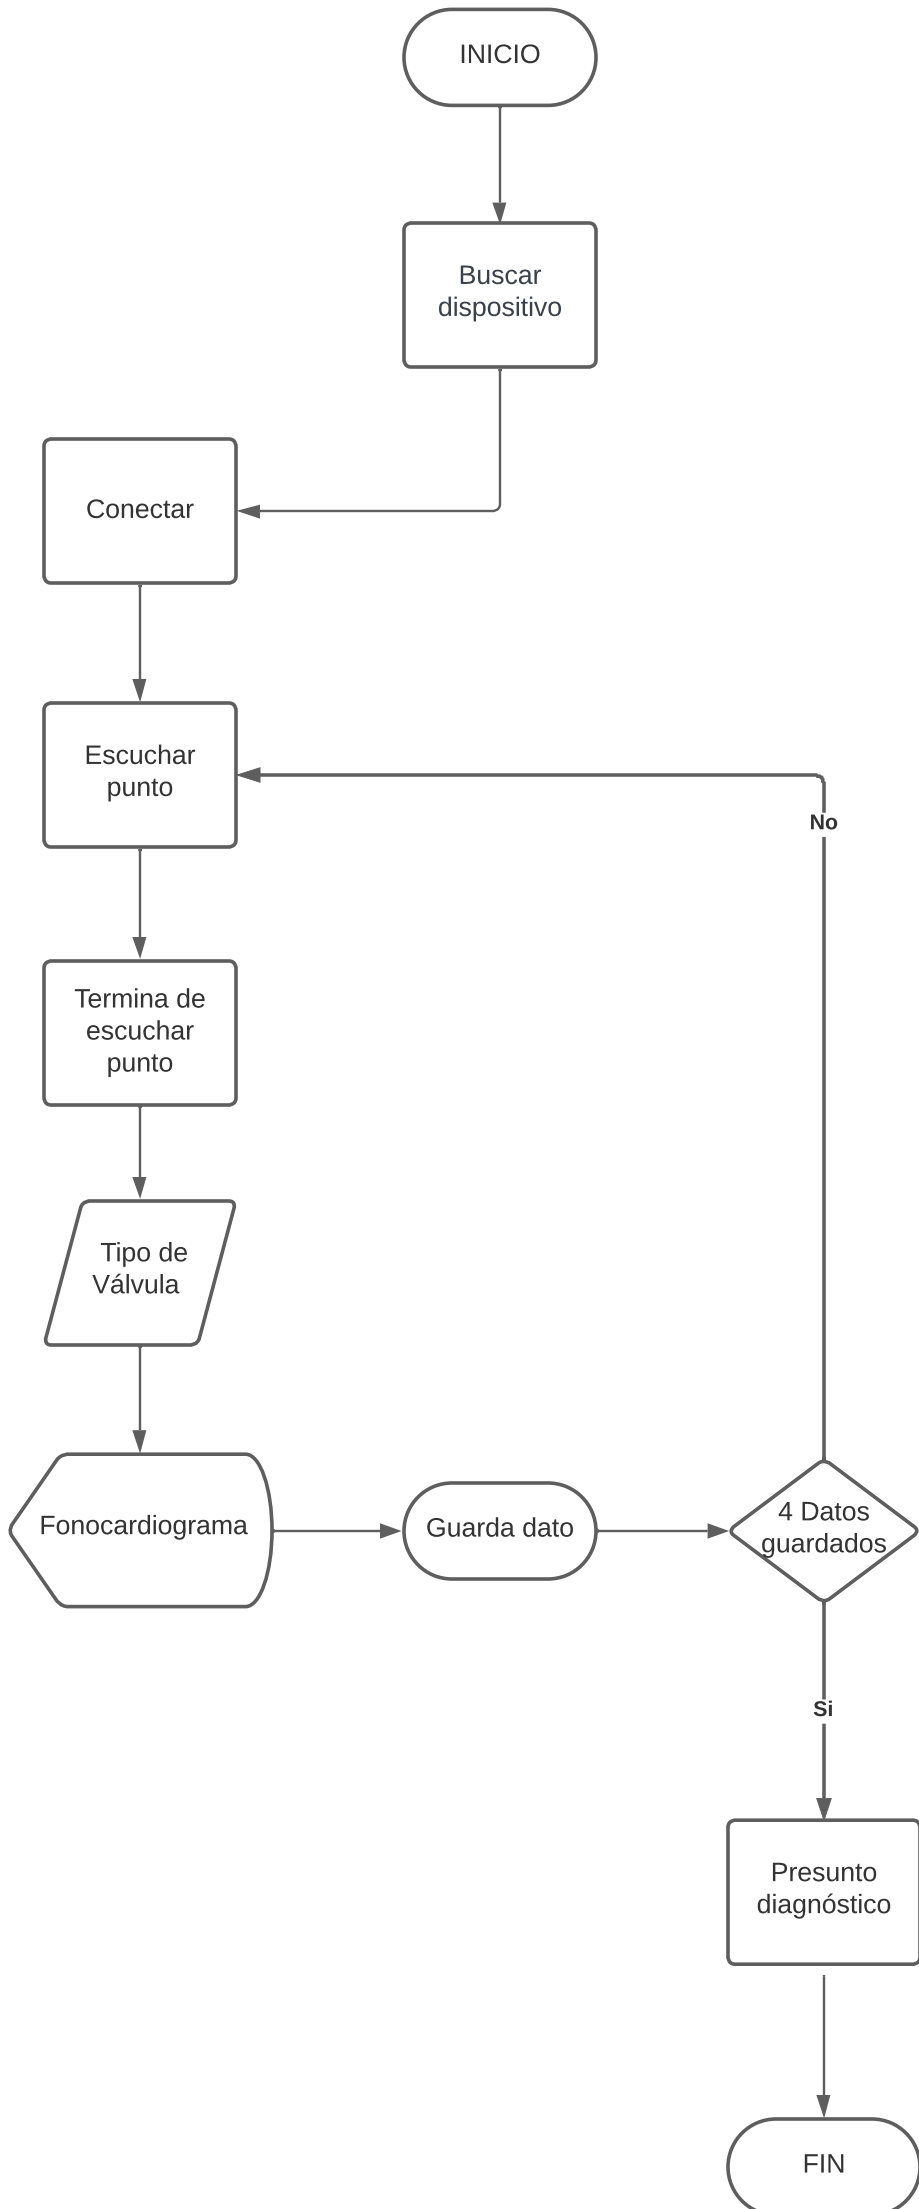 INICIO
Buscar
dispositivo
Conectar
Escuchar
punto
No
Termina de
escuchar
punto
Tipo de
Válvula
Fonocardiograma
Guarda dato
4 Datos
guardados
Si
Presunto
diagnóstico
FIN